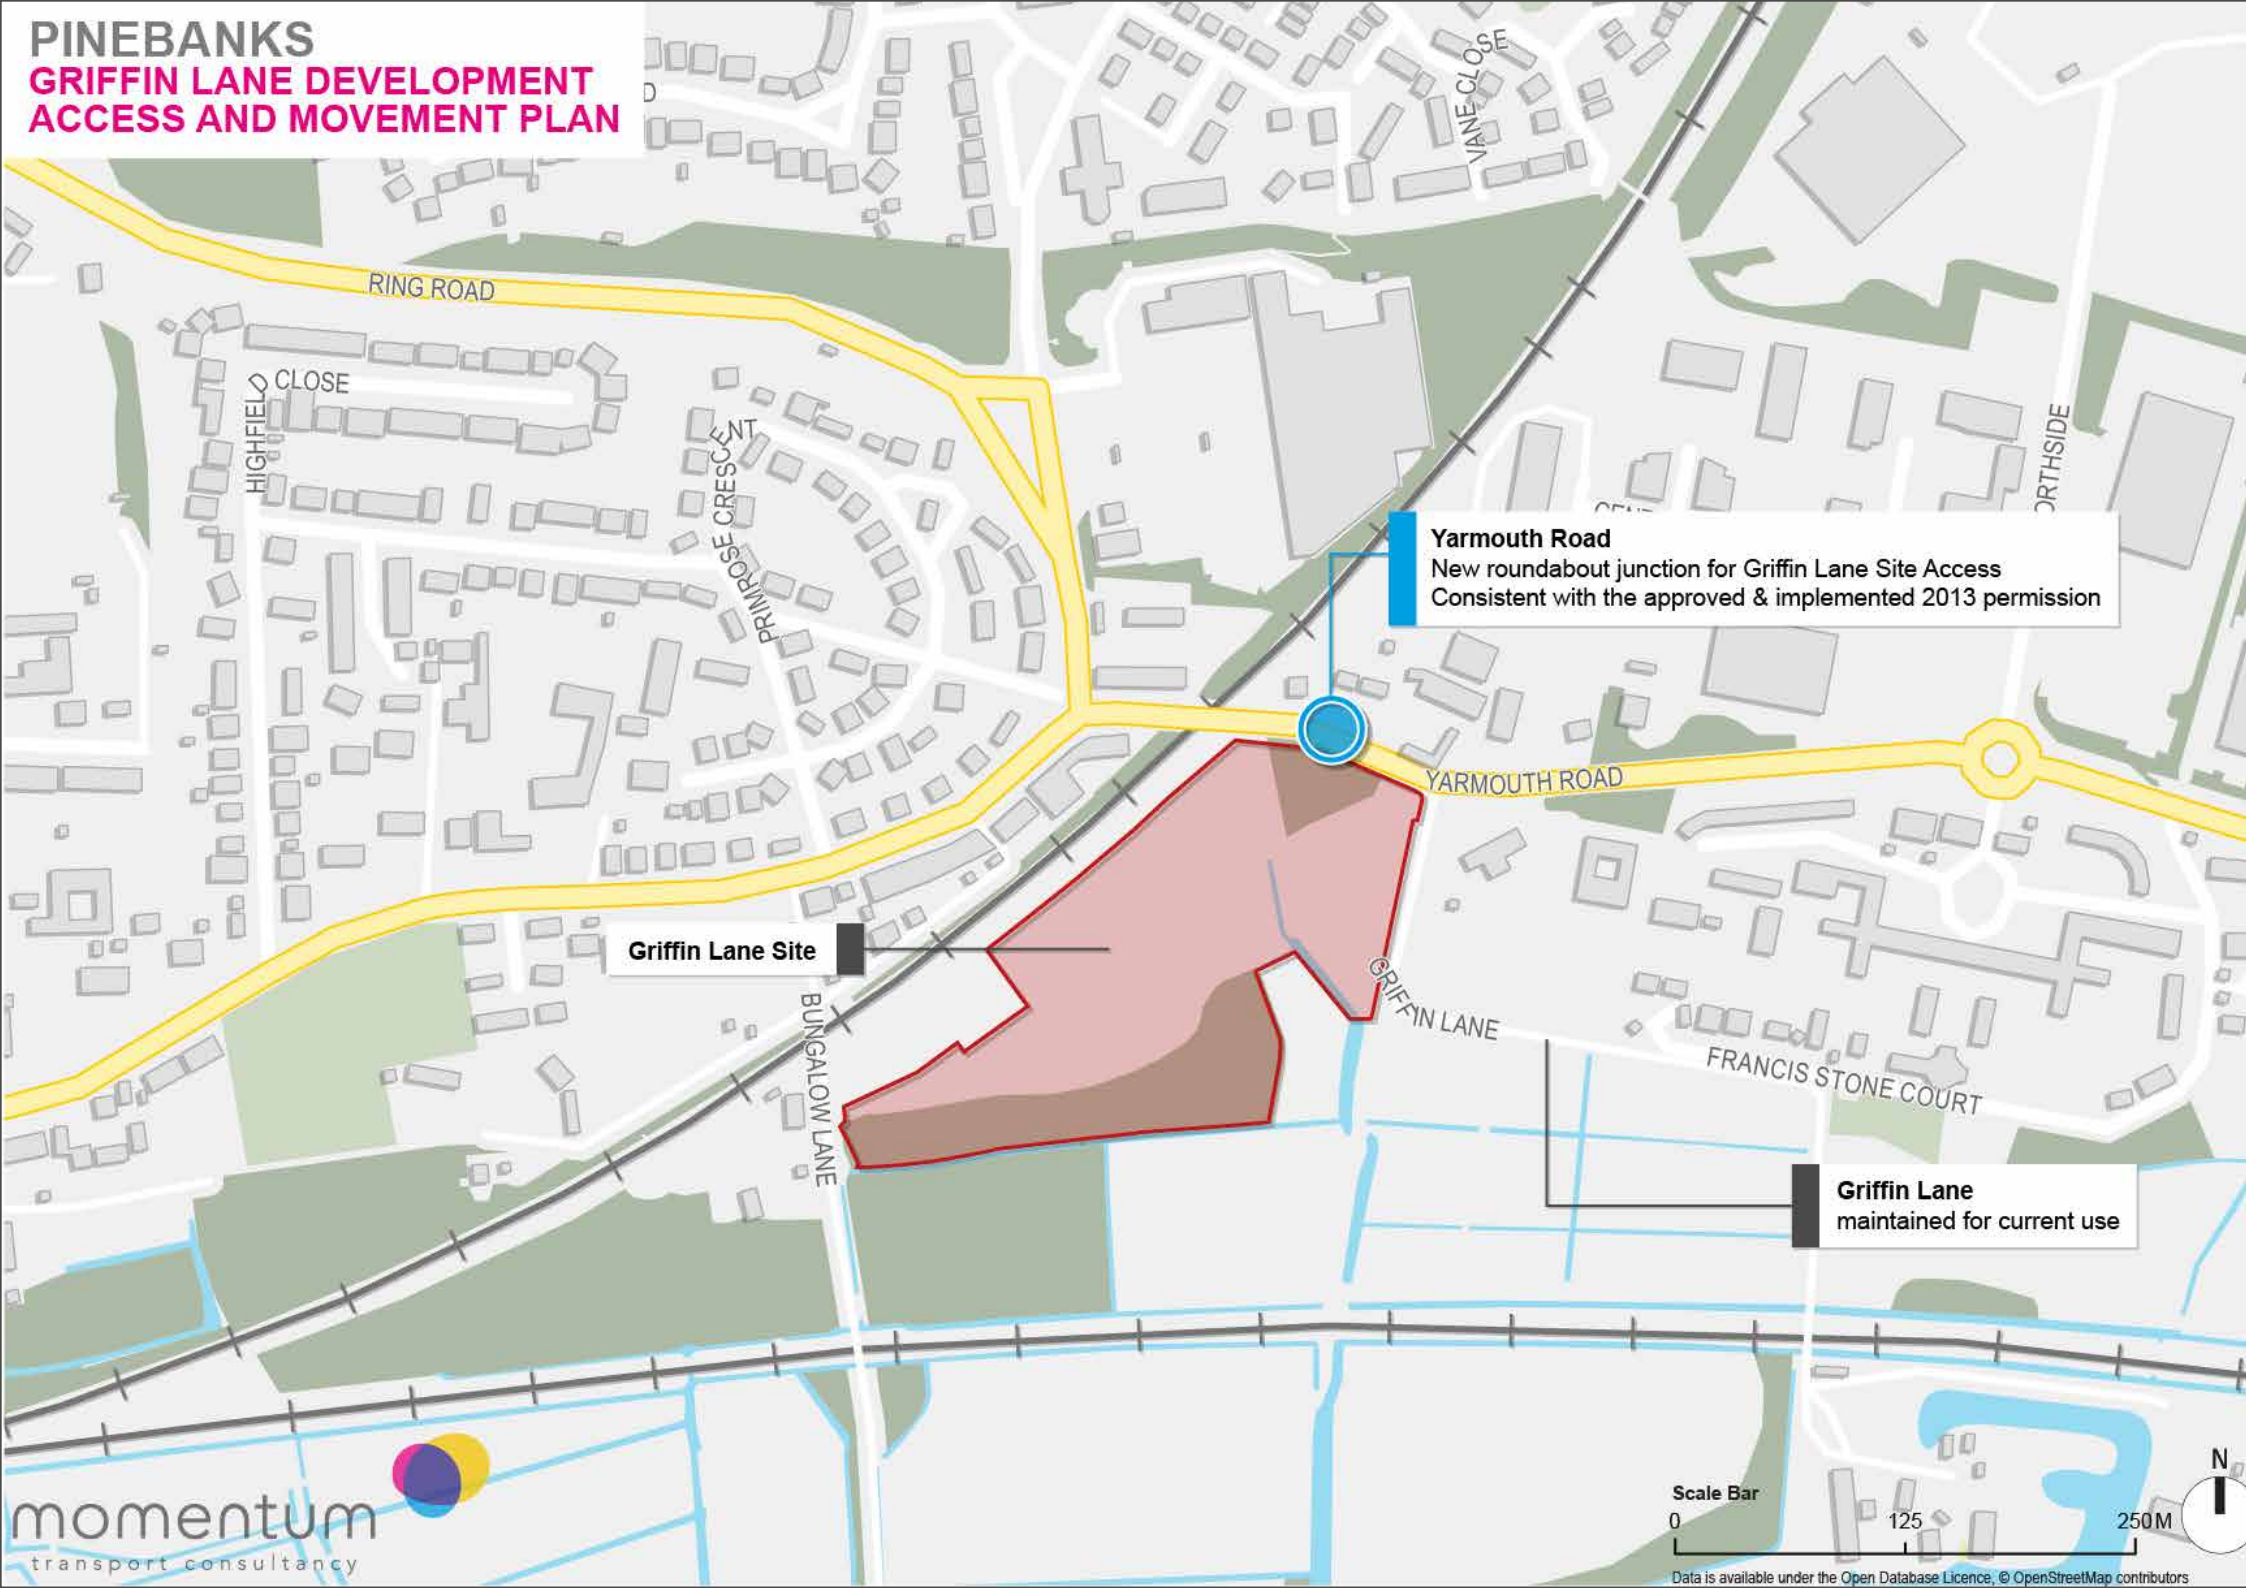 PINEBANKS
GRIFFIN LANE DEVELOPMENT
ACCESS AND MOVEMENT PLAN
D
VANE CLOSE
RING ROAD
HIGHFIELD CLOSE
PRIMROSE CRESCENT
ORTHSIDE
Yarmouth Road
New roundabout junction for Griffin Lane Site Access
Consistent with the approved & implemented 2013 permission
YARMOUTH ROAD
Griffin Lane Site
BUNGALOW LANE
GRIFFIN LANE
FRANCIS STONE COURT
Griffin Lane
maintained for current use
momentum
transport consultancy
Scale Bar
0 125 250M
N
Data is available under the Open Database Licence, © OpenStreetMap contributors